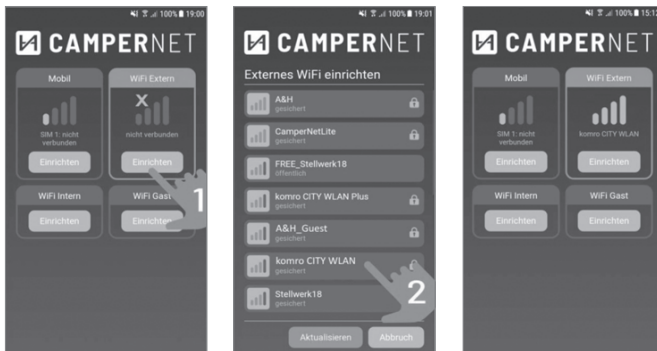 100% 19:00
CAMPERNET
Mobil
WiFi Extern
X
SIM 1: nicht
verbunden
nicht verbunden
Einrichten
Einrichten
1
WiFi Intern
WiFi Gast
Einrichten
Einrichten
100% 19:01
CAMPERNET
Externes WiFi einrichten
A&H
gesichert
CamperNetLite
gesichert
FREE_Stellwerk18
öffentlich
komro CITY WLAN Plus
gesichert
A&H_Guest
gesichert
komro CITY WLAN
gesichert
2
Stellwerk18
gesichert
Aktualisieren
Abbruch
100%
CAMPERNET
Mobil
WiFi Extern
SIM 1: nicht
verbunden
komro CITY WLAN
Einrichten
Einrichten
WiFi Intern
WiFi Gast
Einrichten
Einrichten